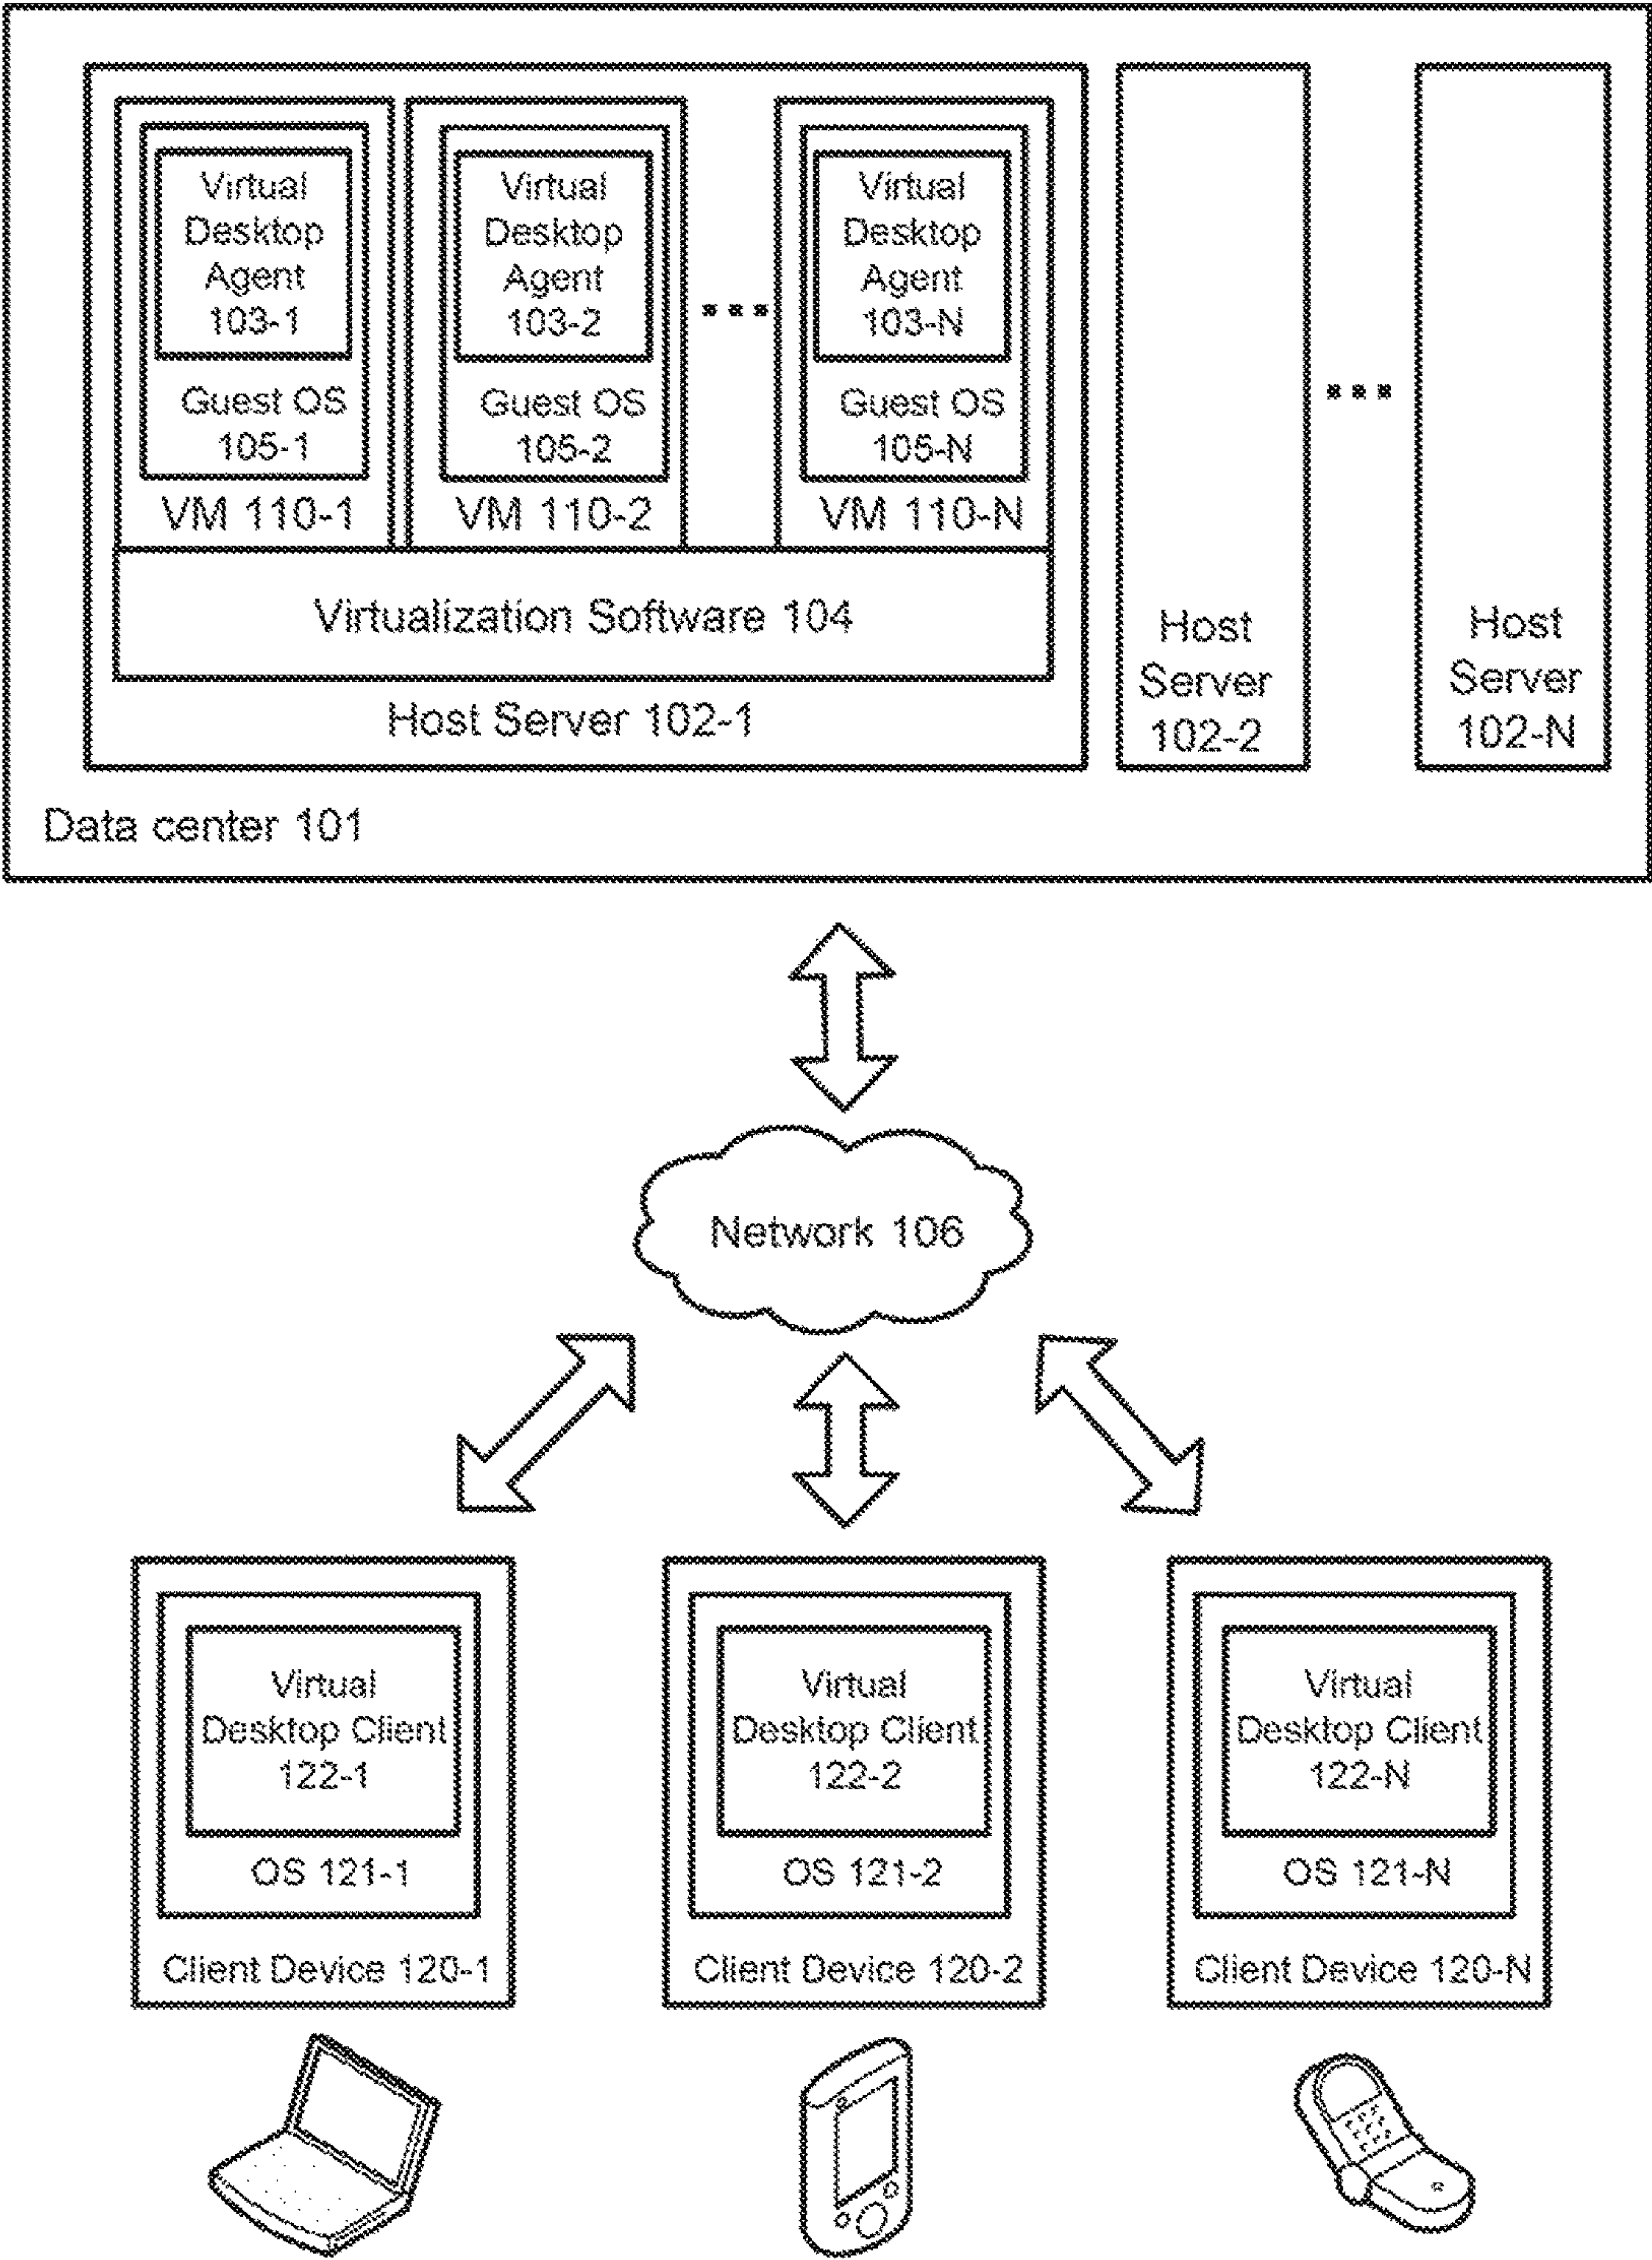 Virtual
Desktop
Agent
103-1
Guest OS
105-1
VM 110-1
Virtual
Desktop
Agent
103-2
Guest OS
105-2
VM 110-2
Virtual
Desktop
Agent
103-N
Guest OS
105-N
VM 110-N
Virtualization Software 104
Host Server 102-1
Host
Server
102-2
Host
Server
102-N
Data center 101
Network 106
Virtual
Desktop Client
122-1
OS 121-1
Client Device 120-1
Virtual
Desktop Client
122-2
OS 121-2
Client Device 120-2
Virtual
Desktop Client
122-N
OS 121-N
Client Device 120-N